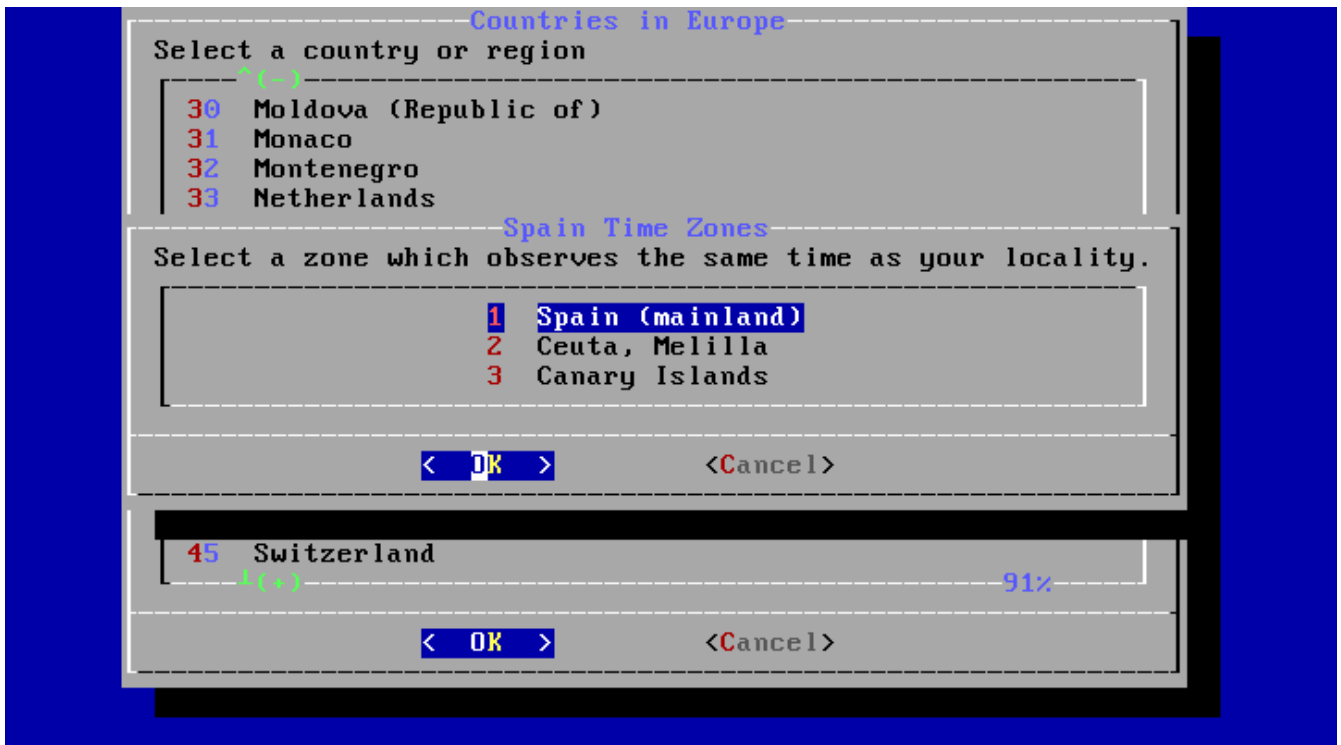 Countries in Europe
Select a country or region
^(-)
30 Moldova (Republic of)
31 Monaco
32 Montenegro
33 Netherlands
Spain Time Zones
Select a zone which observes the same time as your locality.
1 Spain (mainland)
2 Ceuta, Melilla
3 Canary Islands
< OK > <Cancel>
45 Switzerland
┴(+) 91%
< OK > <Cancel>